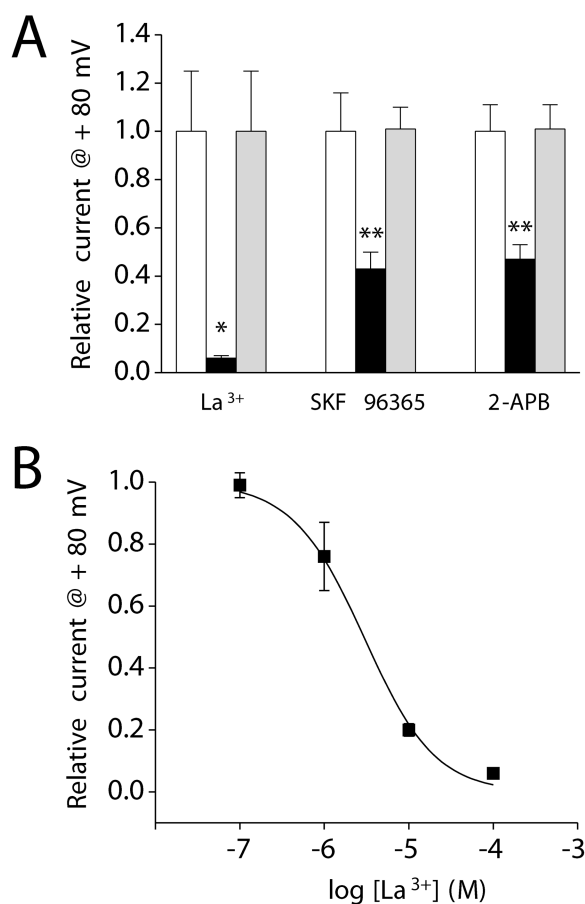 A
Relative current @ + 80 mV
1.4
1.2
1.0
0.8
0.6
0.4
0.2
0.0
*
**
**
La 3+
SKF 96365
2-APB
B
Relative current @ + 80 mV
1.0
0.8
0.6
0.4
0.2
0.0
-7 -6 -5 -4 -3
log [La 3+] (M)